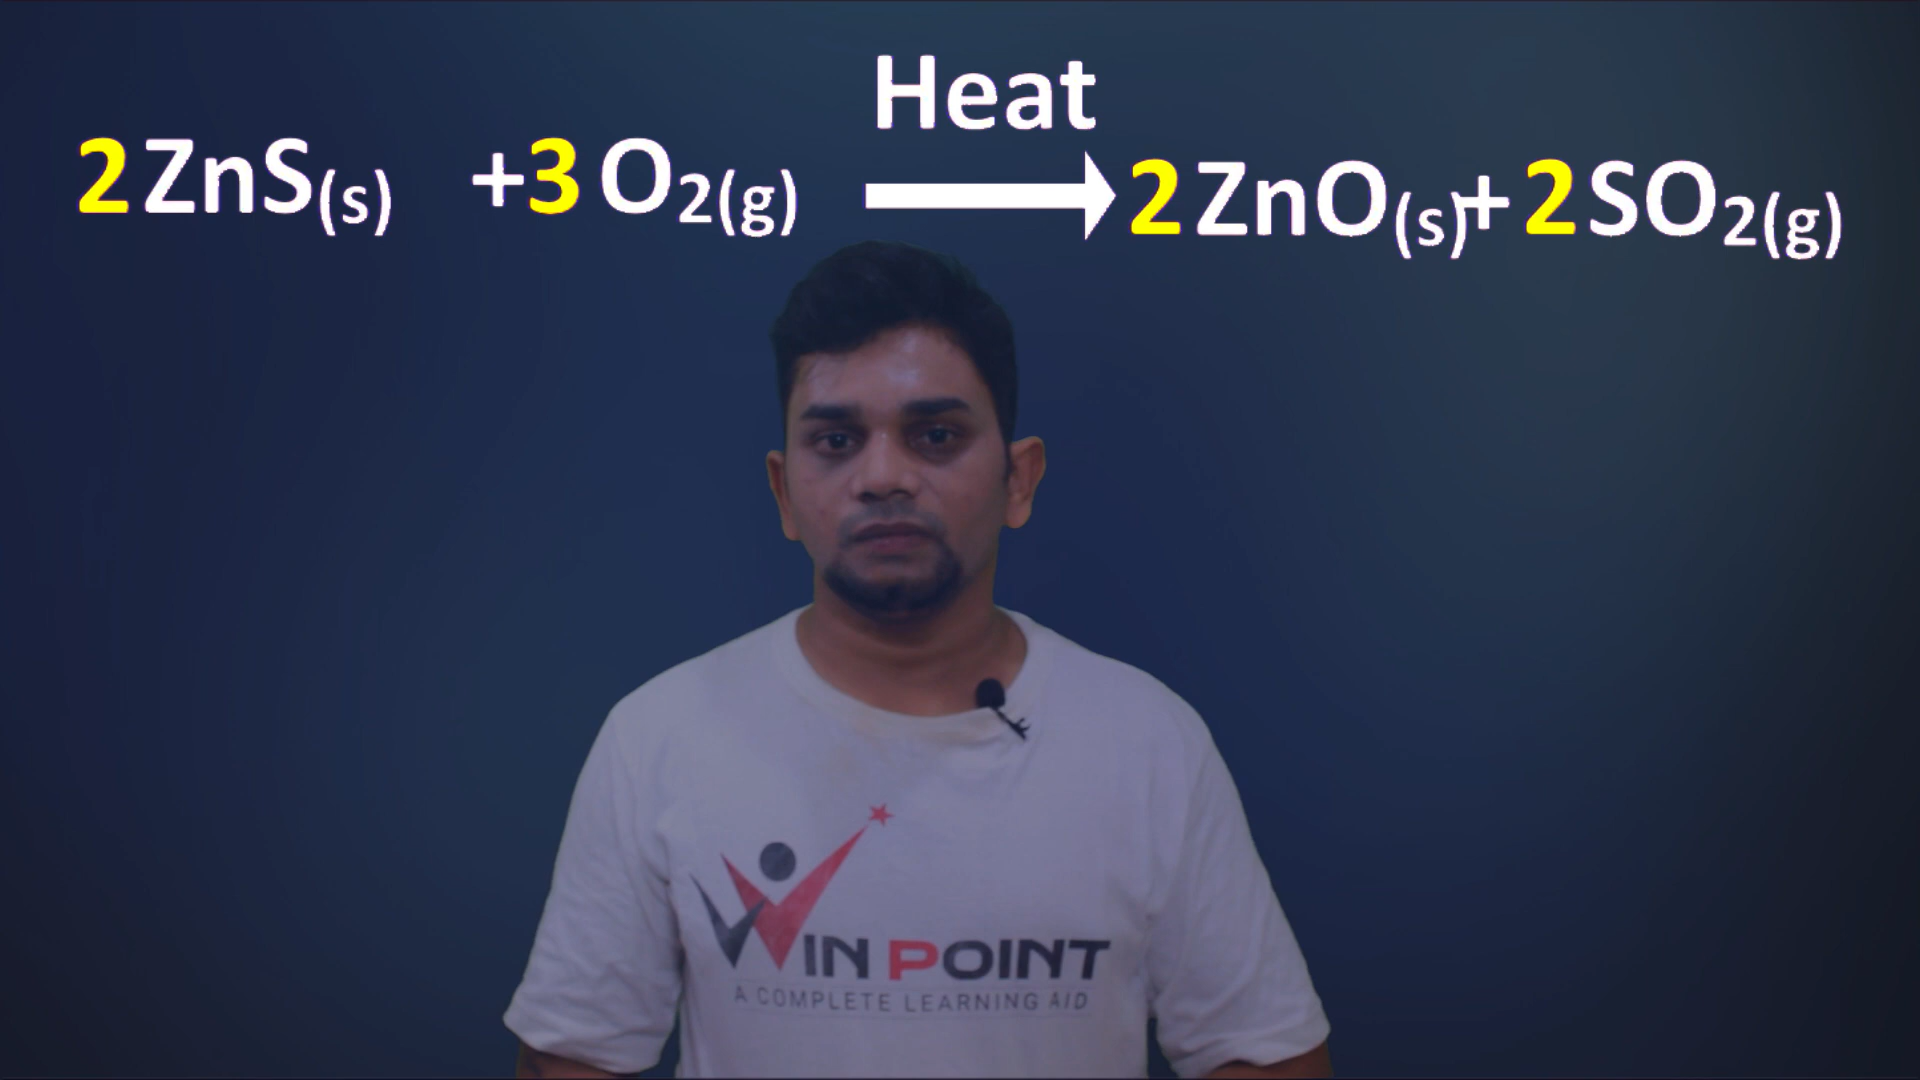 Heat
2ZnS(s) +3O2(g) → 2ZnO(s)+ 2SO2(g)
WIN POINT
A COMPLETE LEARNING AID